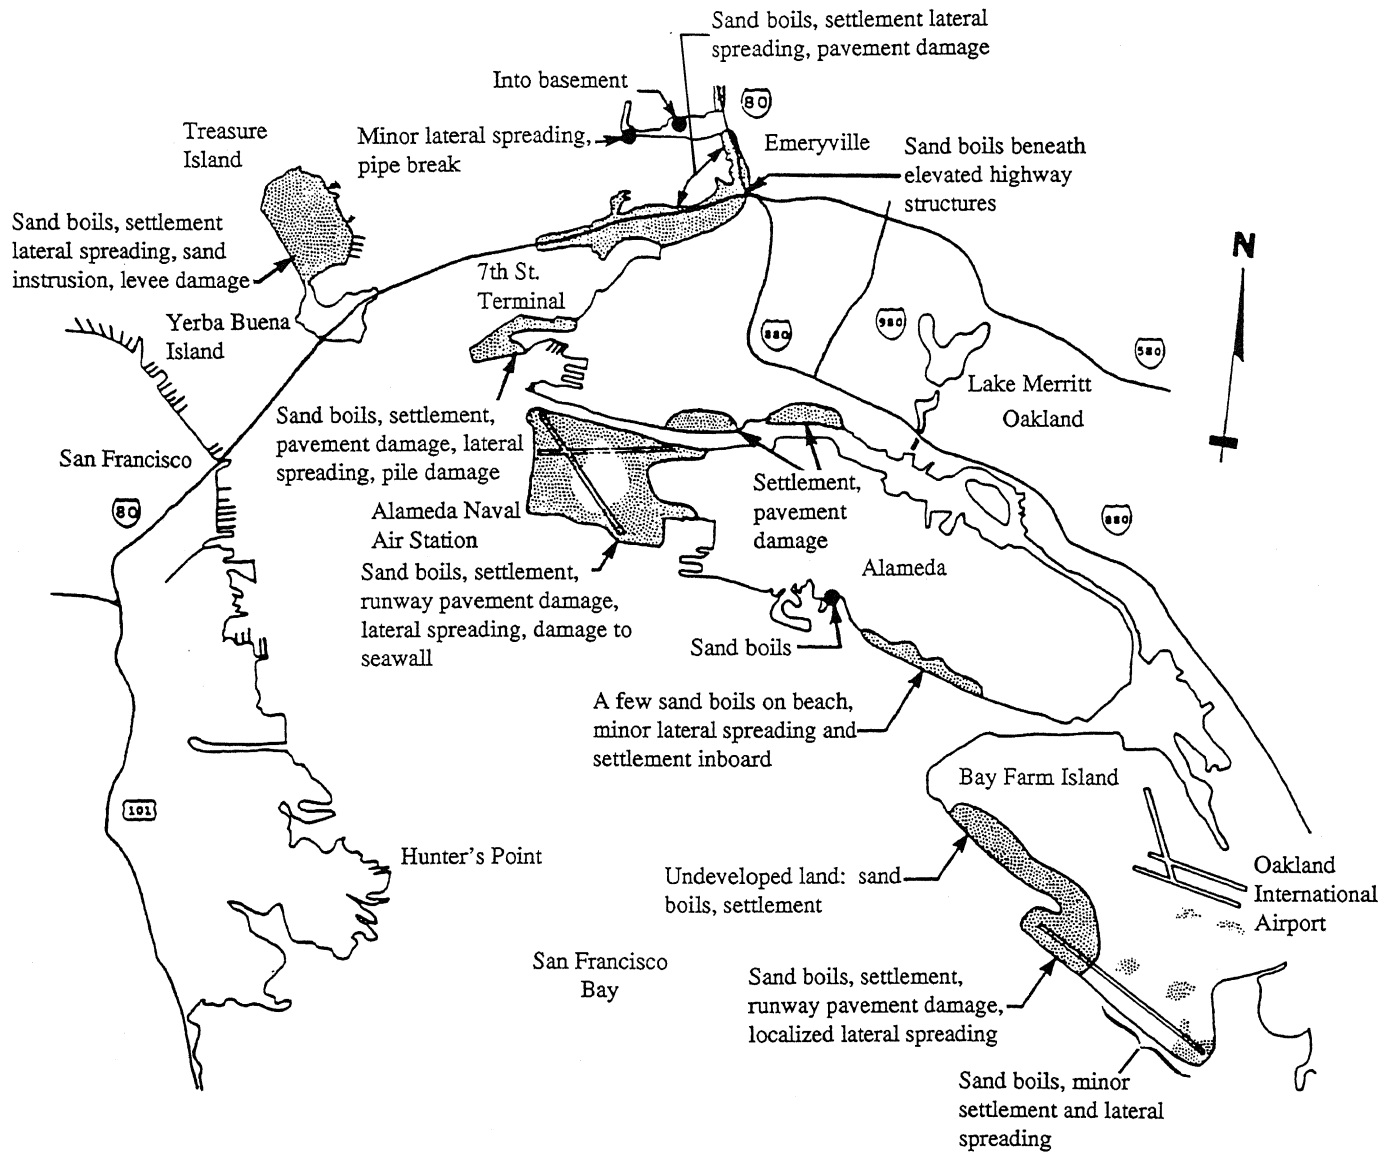 Sand boils, settlement lateral
spreading, pavement damage
Into basement
80
Treasure
Island
Minor lateral spreading,
pipe break
Emeryville
Sand boils beneath
elevated highway
structures
Sand boils, settlement
lateral spreading, sand
instrusion, levee damage
N
7th St.
Terminal
Yerba Buena
Island
880
980
580
Lake Merritt
Oakland
Sand boils, settlement,
pavement damage, lateral
spreading, pile damage
San Francisco
80
Settlement,
pavement
damage
Alameda Naval
Air Station
880
Sand boils, settlement,
runway pavement damage,
lateral spreading, damage to
seawall
Alameda
Sand boils
A few sand boils on beach,
minor lateral spreading and
settlement inboard
Bay Farm Island
101
Hunter's Point
Undeveloped land: sand
boils, settlement
Oakland
International
Airport
San Francisco
Bay
Sand boils, settlement,
runway pavement damage,
localized lateral spreading
Sand boils, minor
settlement and lateral
spreading